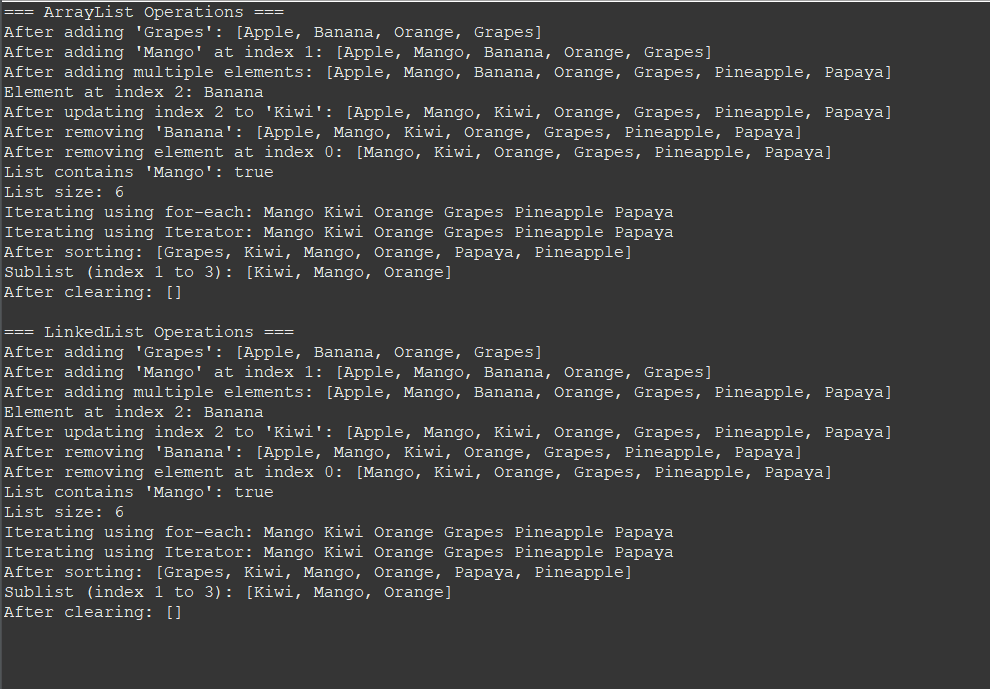 === ArrayList Operations ===
After adding 'Grapes': [Apple, Banana, Orange, Grapes]
After adding 'Mango' at index 1: [Apple, Mango, Banana, Orange, Grapes]
After adding multiple elements: [Apple, Mango, Banana, Orange, Grapes, Pineapple, Papaya]
Element at index 2: Banana
After updating index 2 to 'Kiwi': [Apple, Mango, Kiwi, Orange, Grapes, Pineapple, Papaya]
After removing 'Banana': [Apple, Mango, Kiwi, Orange, Grapes, Pineapple, Papaya]
After removing element at index 0: [Mango, Kiwi, Orange, Grapes, Pineapple, Papaya]
List contains 'Mango': true
List size: 6
Iterating using for-each: Mango Kiwi Orange Grapes Pineapple Papaya
Iterating using Iterator: Mango Kiwi Orange Grapes Pineapple Papaya
After sorting: [Grapes, Kiwi, Mango, Orange, Papaya, Pineapple]
Sublist (index 1 to 3): [Kiwi, Mango, Orange]
After clearing: []

=== LinkedList Operations ===
After adding 'Grapes': [Apple, Banana, Orange, Grapes]
After adding 'Mango' at index 1: [Apple, Mango, Banana, Orange, Grapes]
After adding multiple elements: [Apple, Mango, Banana, Orange, Grapes, Pineapple, Papaya]
Element at index 2: Banana
After updating index 2 to 'Kiwi': [Apple, Mango, Kiwi, Orange, Grapes, Pineapple, Papaya]
After removing 'Banana': [Apple, Mango, Kiwi, Orange, Grapes, Pineapple, Papaya]
After removing element at index 0: [Mango, Kiwi, Orange, Grapes, Pineapple, Papaya]
List contains 'Mango': true
List size: 6
Iterating using for-each: Mango Kiwi Orange Grapes Pineapple Papaya
Iterating using Iterator: Mango Kiwi Orange Grapes Pineapple Papaya
After sorting: [Grapes, Kiwi, Mango, Orange, Papaya, Pineapple]
Sublist (index 1 to 3): [Kiwi, Mango, Orange]
After clearing: []